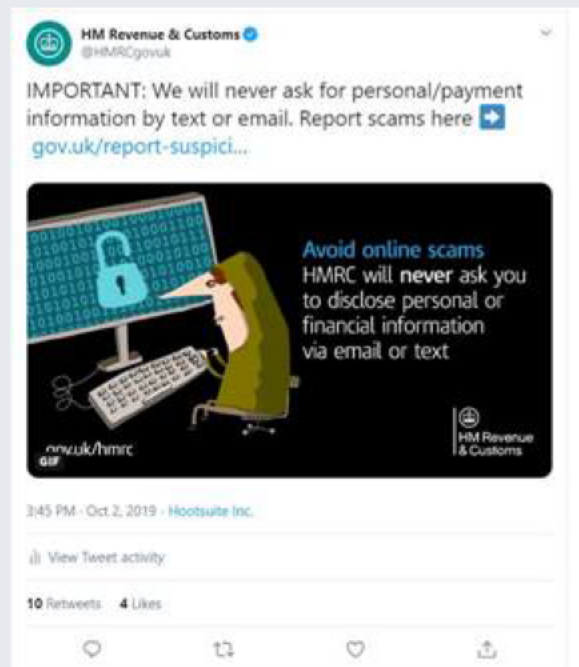 HM Revenue & Customs
@HMRCgovuk
IMPORTANT: We will never ask for personal/payment
information by text or email. Report scams here ➡
gov.uk/report-suspici...
Avoid online scams
HMRC will never ask you
to disclose personal or
financial information
via email or text
gov.uk/hmrc
GIF
HM Revenue
& Customs
3:45 PM · Oct 2, 2019 · Hootsuite Inc.
View Tweet activity
10 Retweets 4 Likes